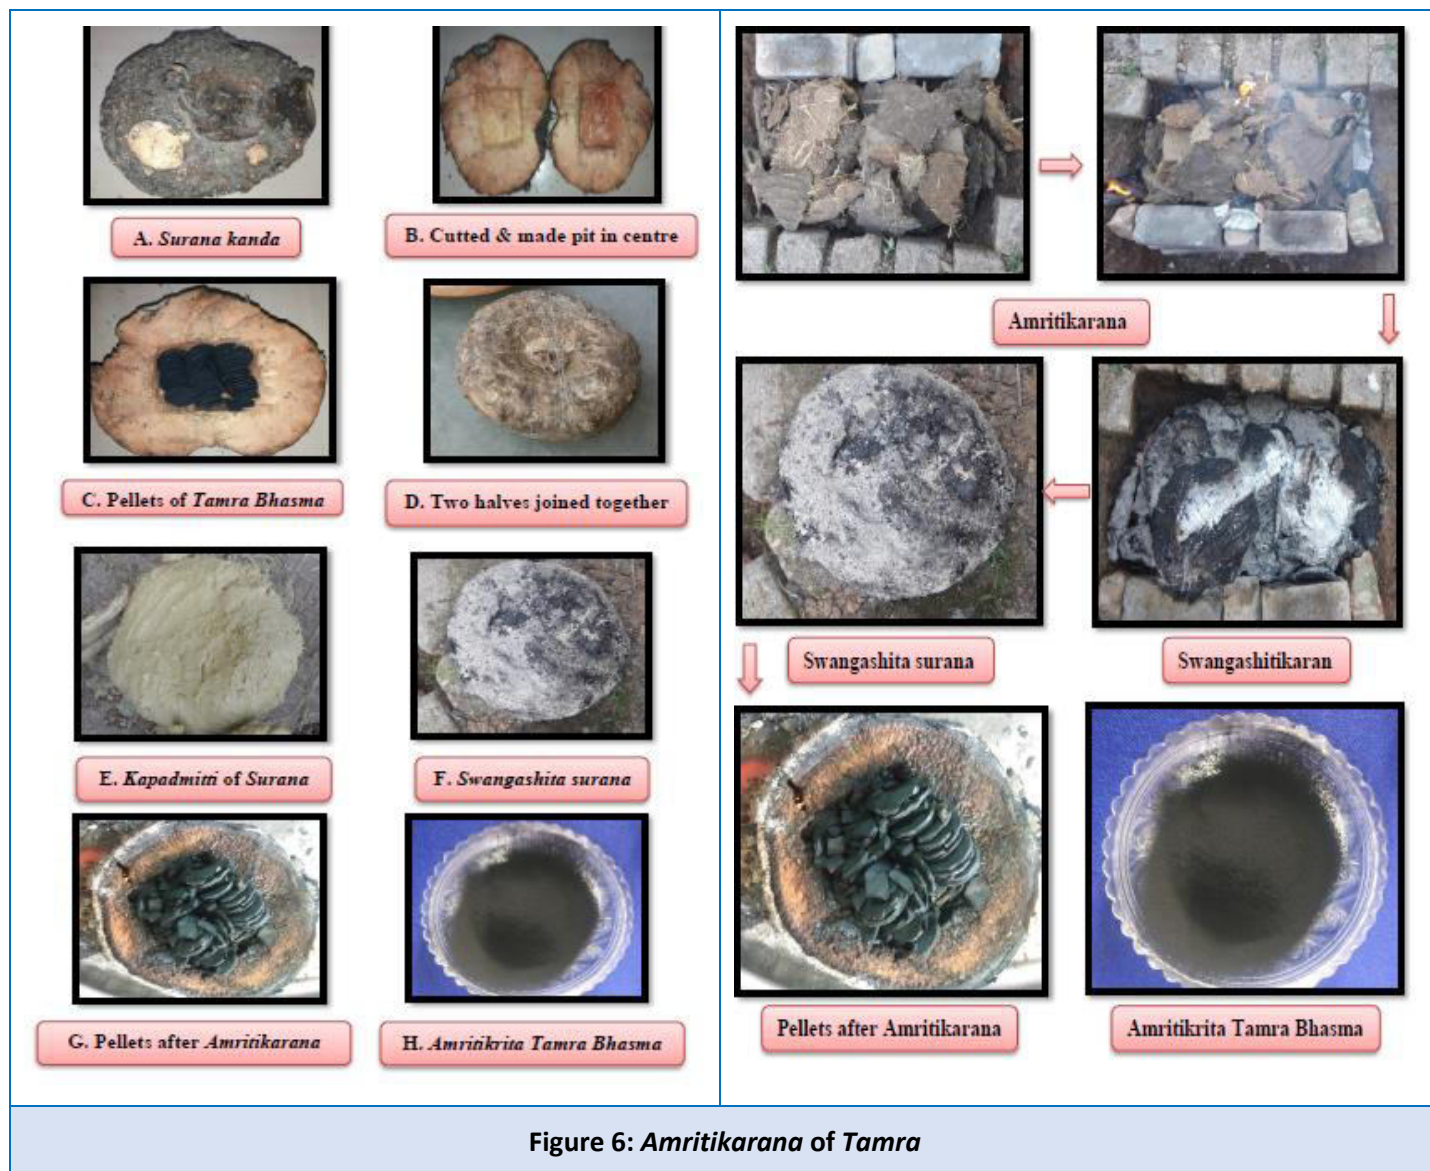 A. Surana kanda
B. Cutted & made pit in centre
C. Pellets of Tamra Bhasma
D. Two halves joined together
E. Kapadmitti of Surana
F. Swangashita surana
G. Pellets after Amritikarana
H. Amritikrita Tamra Bhasma
Amritikarana
Swangashita surana
Swangashitikaran
Pellets after Amritikarana
Amritikrita Tamra Bhasma
Figure 6: Amritikarana of Tamra